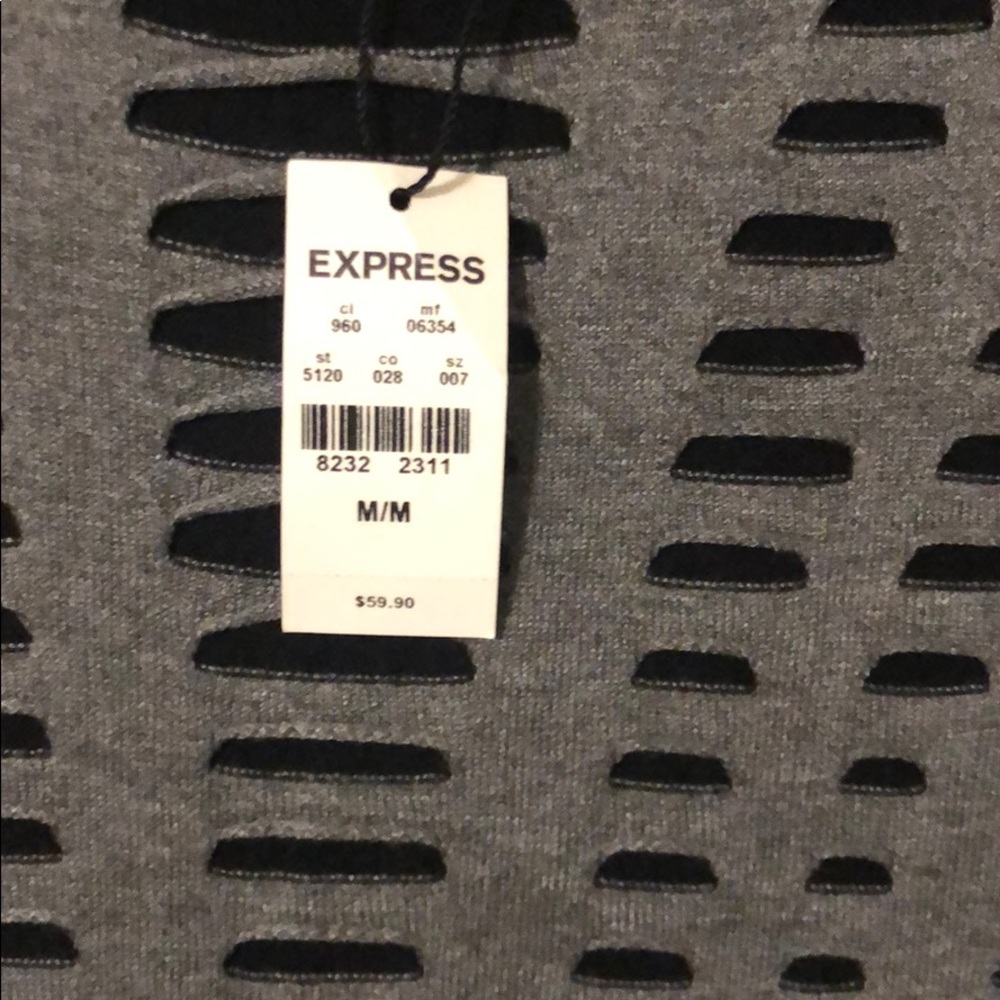 EXPRESS
cl mf
960 06354
st co sz
5120 028 007
8232 2311
M/M
$59.90